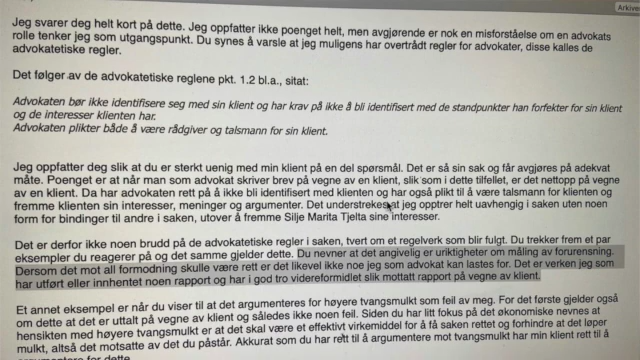 Arkiver
Jeg svarer deg helt kort på dette. Jeg oppfatter ikke poenget helt, men avgjørende er nok en misforståelse om en advokats
rolle tenker jeg som utgangspunkt. Du synes å varsle at jeg muligens har overtrådt regler for advokater, disse kalles de
advokatetiske regler.
Det følger av de advokatetiske reglene pkt. 1.2 bl.a., sitat:
Advokaten bør ikke identifisere seg med sin klient og har krav på ikke å bli identifisert med de standpunkter han forfekter for sin klient
og de interesser klienten har.
Advokaten plikter både å være rådgiver og talsmann for sin klient.
Jeg oppfatter deg slik at du er sterkt uenig med min klient på en del spørsmål. Det er så sin sak og får avgjøres på adekvat
måte. Poenget er at når man som advokat skriver brev på vegne av en klient, slik som i dette tilfellet, er det nettopp på vegne
av en klient. Da har advokaten rett på å ikke bli identifisert med klienten og har også plikt til å være talsmann for klienten og
fremme klienten sin interesser, meninger og argumenter. Det understrekes at jeg opptrer helt uavhengig i saken uten noen
form for bindinger til andre i saken, utover å fremme Silje Marita Tjelta sine interesser.
Det er derfor ikke noen brudd på de advokatetiske regler i saken, tvert om et regelverk som blir fulgt. Du trekker frem et par
eksempler du reagerer på og det samme gjelder dette. Du nevner at det angivelig er uriktigheter om måling av forurensning.
Dersom det mot all formodning skulle være rett er det likevel ikke noe jeg som advokat kan lastes for. Det er verken jeg som
har utført eller innhentet noen rapport og har i god tro videreformidlet slik mottatt rapport på vegne av klient.
Et annet eksempel er når du viser til at det argumenteres for høyere tvangsmulkt som feil av meg. For det første gjelder også
om dette at det er uttalt på vegne av klient og således ikke noen feil. Siden du har litt fokus på det økonomiske nevnes at
hensikten med høyere tvangsmulkt er at det skal være et effektivt virkemiddel for å få saken rettet og forhindre at det løper
mulkt, altså det motsatte av det du påstår. Akkurat som du har rett til å argumentere mot tvangsmulkt har min klient rett til å
argumentere for dette.